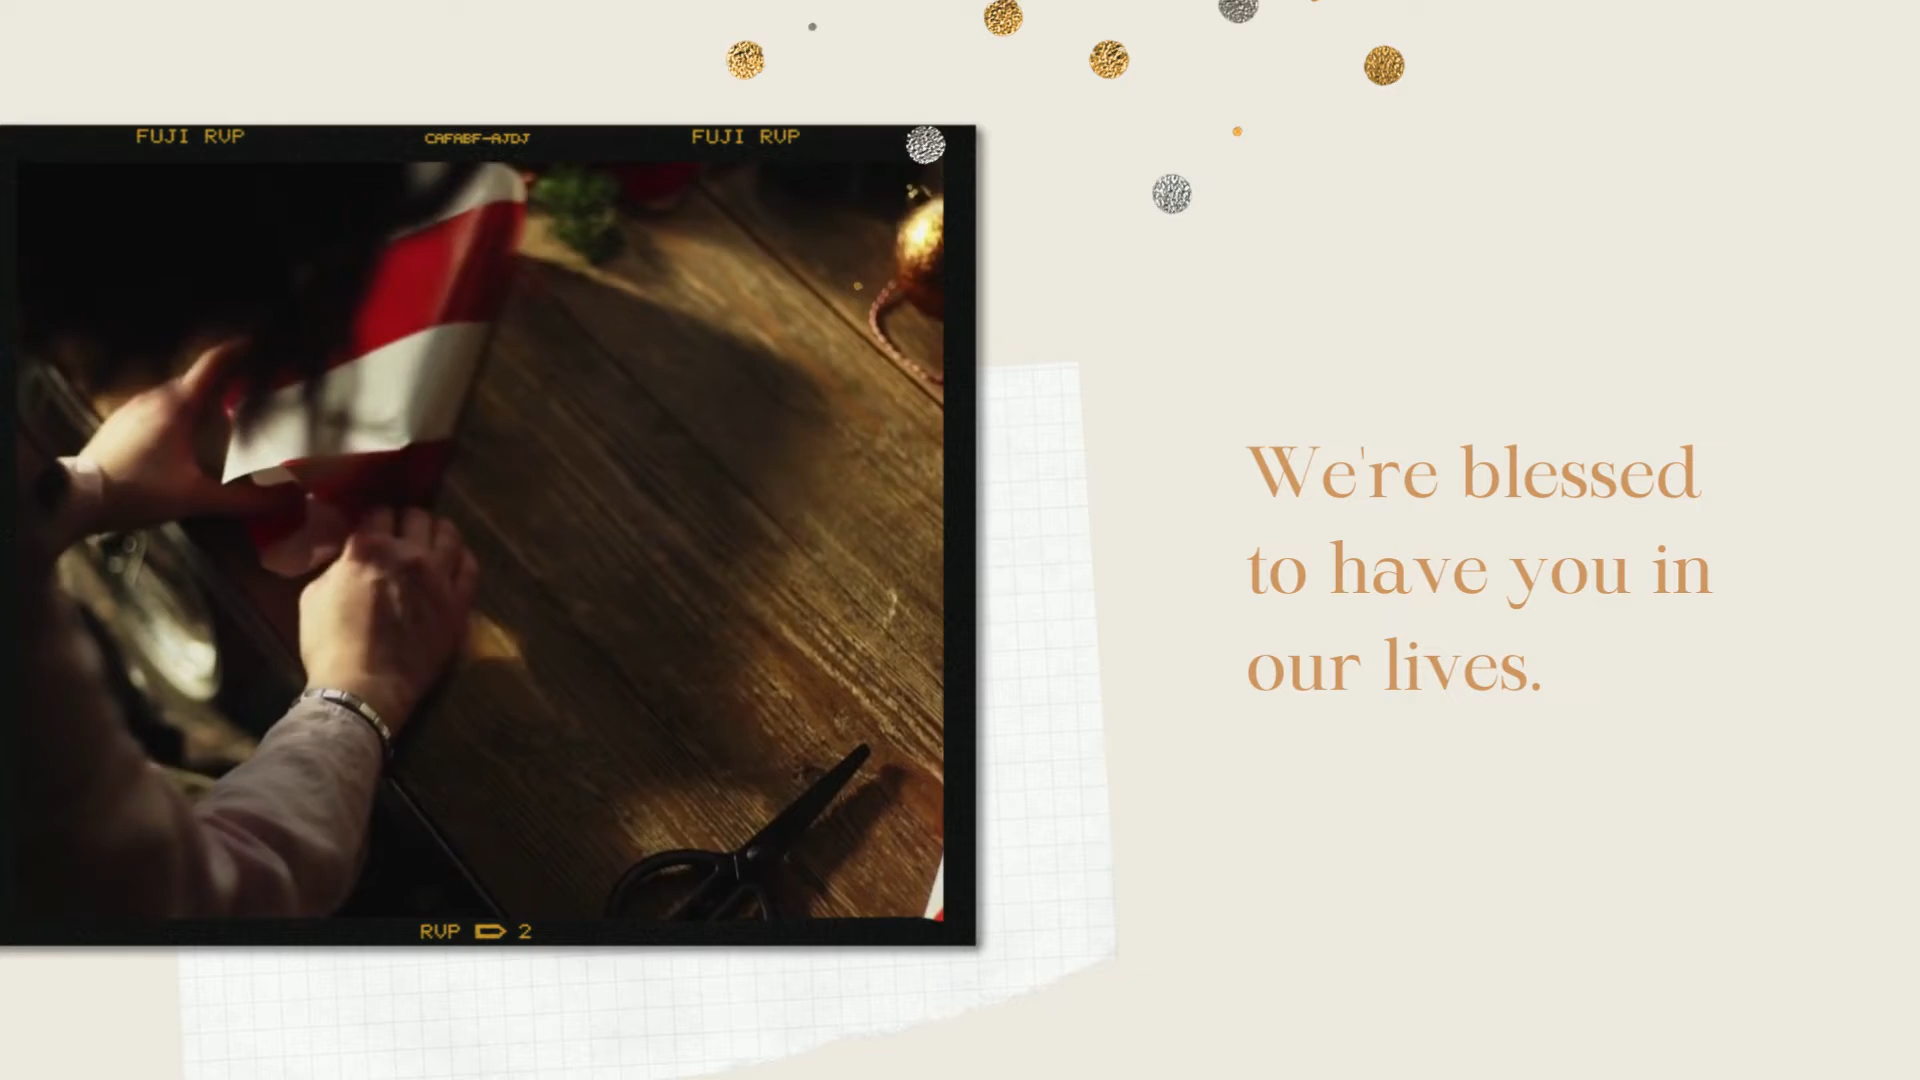 FUJI RVP
CAFABF-AJDJ
FUJI RVP
We're blessed
to have you in
our lives.
RVP 2